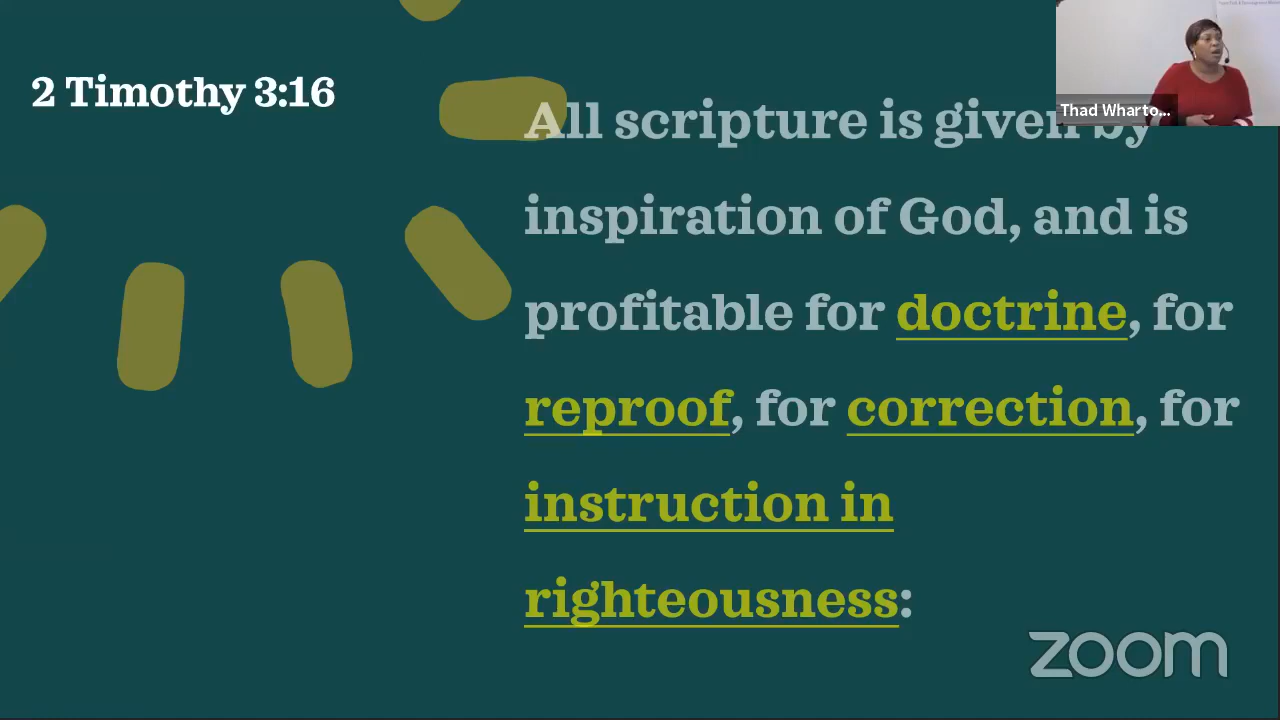 2 Timothy 3:16
All scripture is given by
inspiration of God, and is
profitable for doctrine, for
reproof, for correction, for
instruction in
righteousness:
Thad Wharto...
zoom